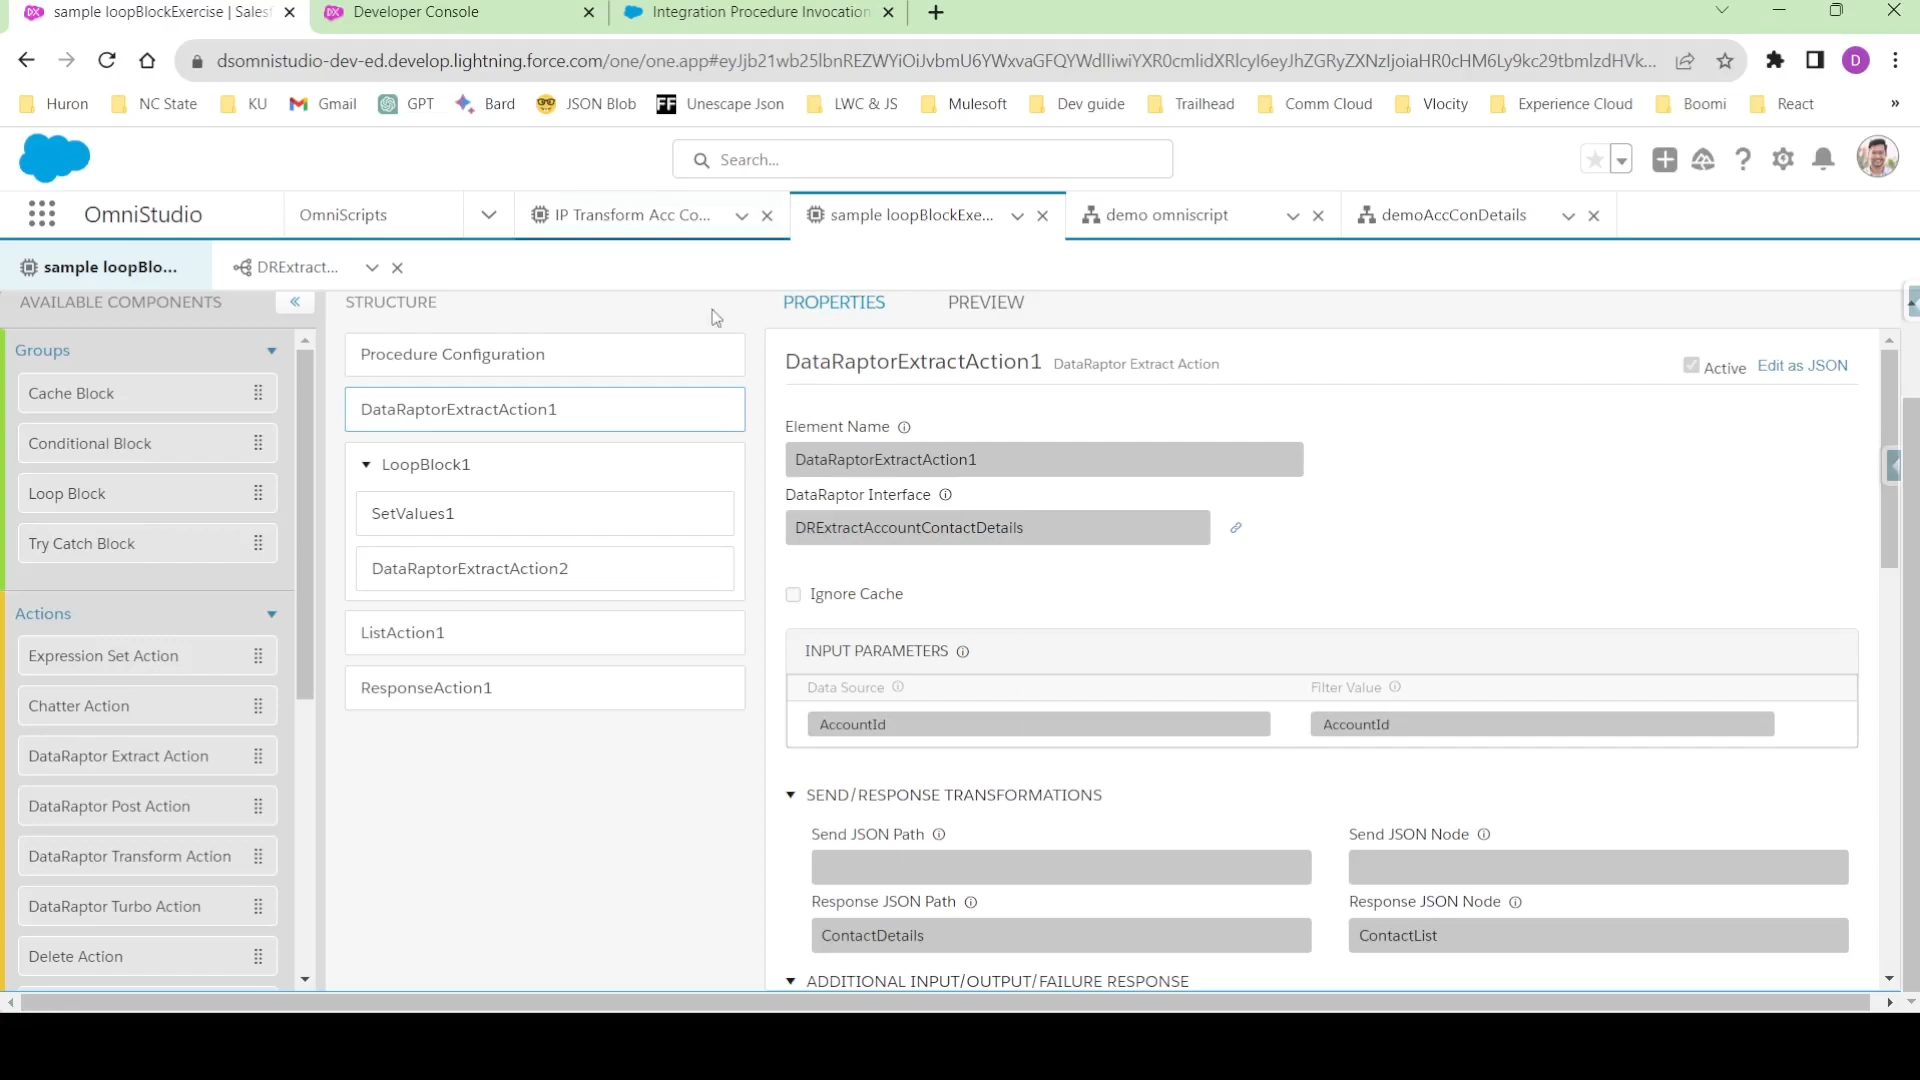 sample loopBlockExercise | Sales
Developer Console
Integration Procedure Invocation
dsomnistudio-dev-ed.develop.lightning.force.com/one/one.app#eyJjb21wb25lbnREZWYiOiJvbmU6YWxvaGFQYWdlIiwiYXR0cmlidXRlcyI6eyJhZGRyZXNzIjoiaHR0cHM6Ly9kc29tbmlzdHVk...
D
Huron
NC State
KU
Gmail
GPT
Bard
JSON Blob
FF
Unescape Json
LWC & JS
Mulesoft
Dev guide
Trailhead
Comm Cloud
Vlocity
Experience Cloud
Boomi
React
»
Search...
OmniStudio
OmniScripts
IP Transform Acc Co...
sample loopBlockExe...
demo omniscript
demoAccConDetails
sample loopBlo...
DRExtract...
AVAILABLE COMPONENTS
Groups
Cache Block
Conditional Block
Loop Block
Try Catch Block
Actions
Expression Set Action
Chatter Action
DataRaptor Extract Action
DataRaptor Post Action
DataRaptor Transform Action
DataRaptor Turbo Action
Delete Action
STRUCTURE
Procedure Configuration
DataRaptorExtractAction1
LoopBlock1
SetValues1
DataRaptorExtractAction2
ListAction1
ResponseAction1
PROPERTIES
PREVIEW
DataRaptorExtractAction1 DataRaptor Extract Action
Active Edit as JSON
Element Name
DataRaptorExtractAction1
DataRaptor Interface
DRExtractAccountContactDetails
Ignore Cache
INPUT PARAMETERS
Data Source
Filter Value
AccountId
AccountId
SEND/RESPONSE TRANSFORMATIONS
Send JSON Path
Send JSON Node
Response JSON Path
Response JSON Node
ContactDetails
ContactList
ADDITIONAL INPUT/OUTPUT/FAILURE RESPONSE